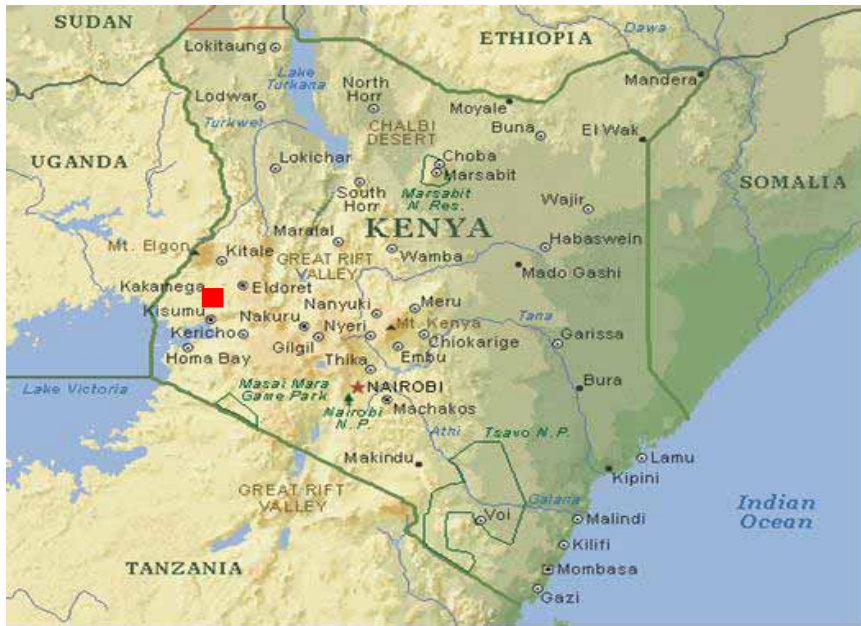 SUDAN
ETHIOPIA
Dawa
Lokitaung
Lake
Turkana
North
Horr
Mandera
Lodwar
Moyale
Turkwel
CHALBI
DESERT
Buna
El Wak
UGANDA
Lokichar
Choba
Marsabit
SOMALIA
South
Horr
Marsabit
N. Res.
Wajir
KENYA
Maralal
Mt. Elgon
Kitale
GREAT RIFT
VALLEY
Wamba
Habaswein
Mado Gashi
Kakamega
Eldoret
Nanyuki
Meru
Kisumu
Nakuru
Nyeri
Mt. Kenya
Tana
Kericho
Gilgil
Chiokarige
Garissa
Homa Bay
Thika
Embu
Lake Victoria
Masai Mara
Game Park
NAIROBI
Bura
Nairobi
N.P.
Machakos
Athi
Tsavo N.P.
Makindu
Lamu
Kipini
GREAT RIFT
VALLEY
Galana
Indian
Ocean
Voi
Malindi
Kilifi
TANZANIA
Mombasa
Gazi